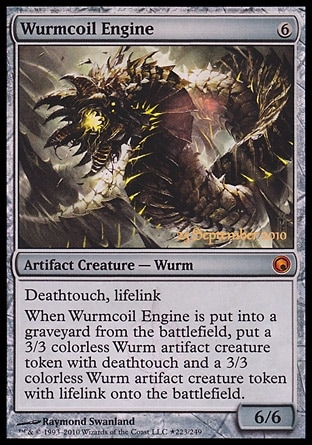 Wurmcoil Engine 6
September 2010
Artifact Creature — Wurm
Deathtouch, lifelink
When Wurmcoil Engine is put into a
graveyard from the battlefield, put a
3/3 colorless Wurm artifact creature
token with deathtouch and a 3/3
colorless Wurm artifact creature token
with lifelink onto the battlefield.
Raymond Swanland
™ & © 1993-2010 Wizards of the Coast LLC ★223/249
6/6